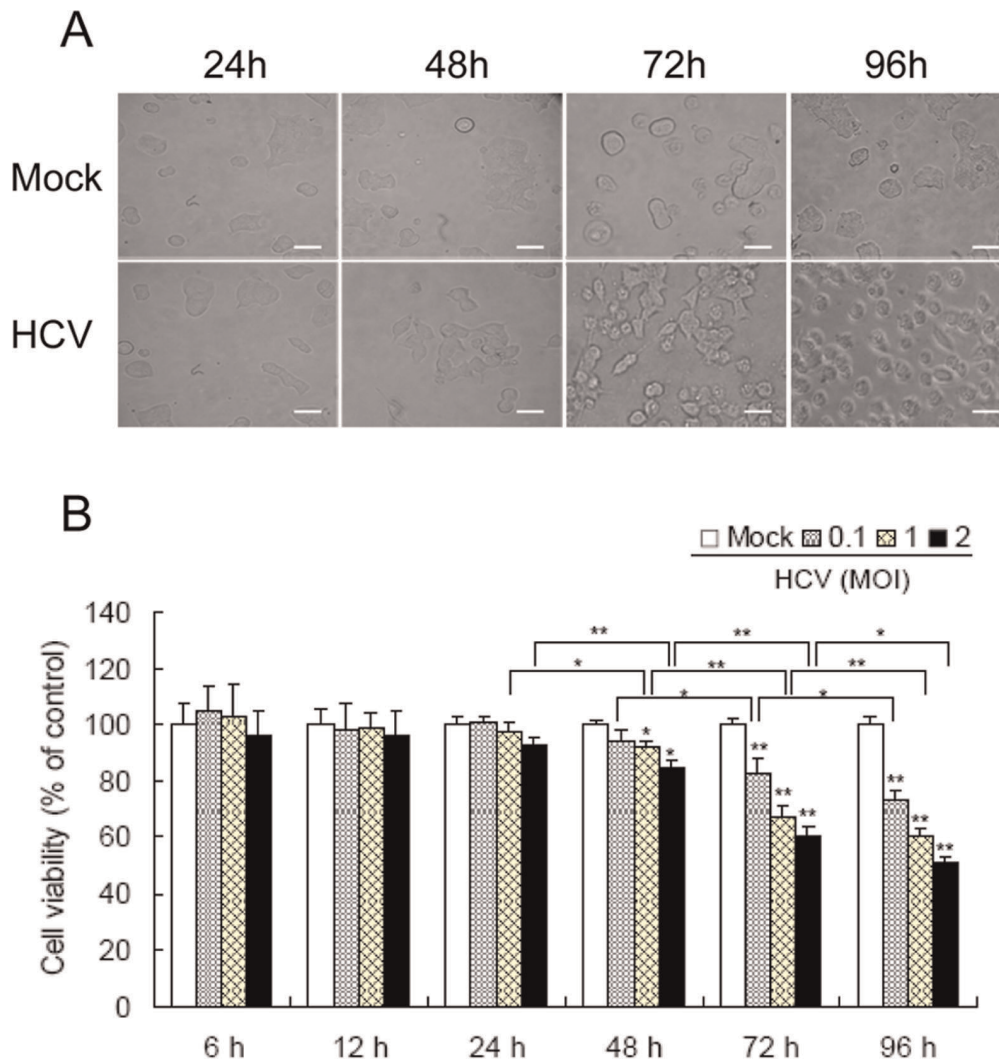 A
24h 48h 72h 96h
Mock
HCV
B
Mock 0.1 1 2
HCV (MOI)
Cell viability (% of control)
140
120
100
80
60
40
20
0
** ** *
* ** **
* *
* *
** ** **
** ** **
6 h 12 h 24 h 48 h 72 h 96 h